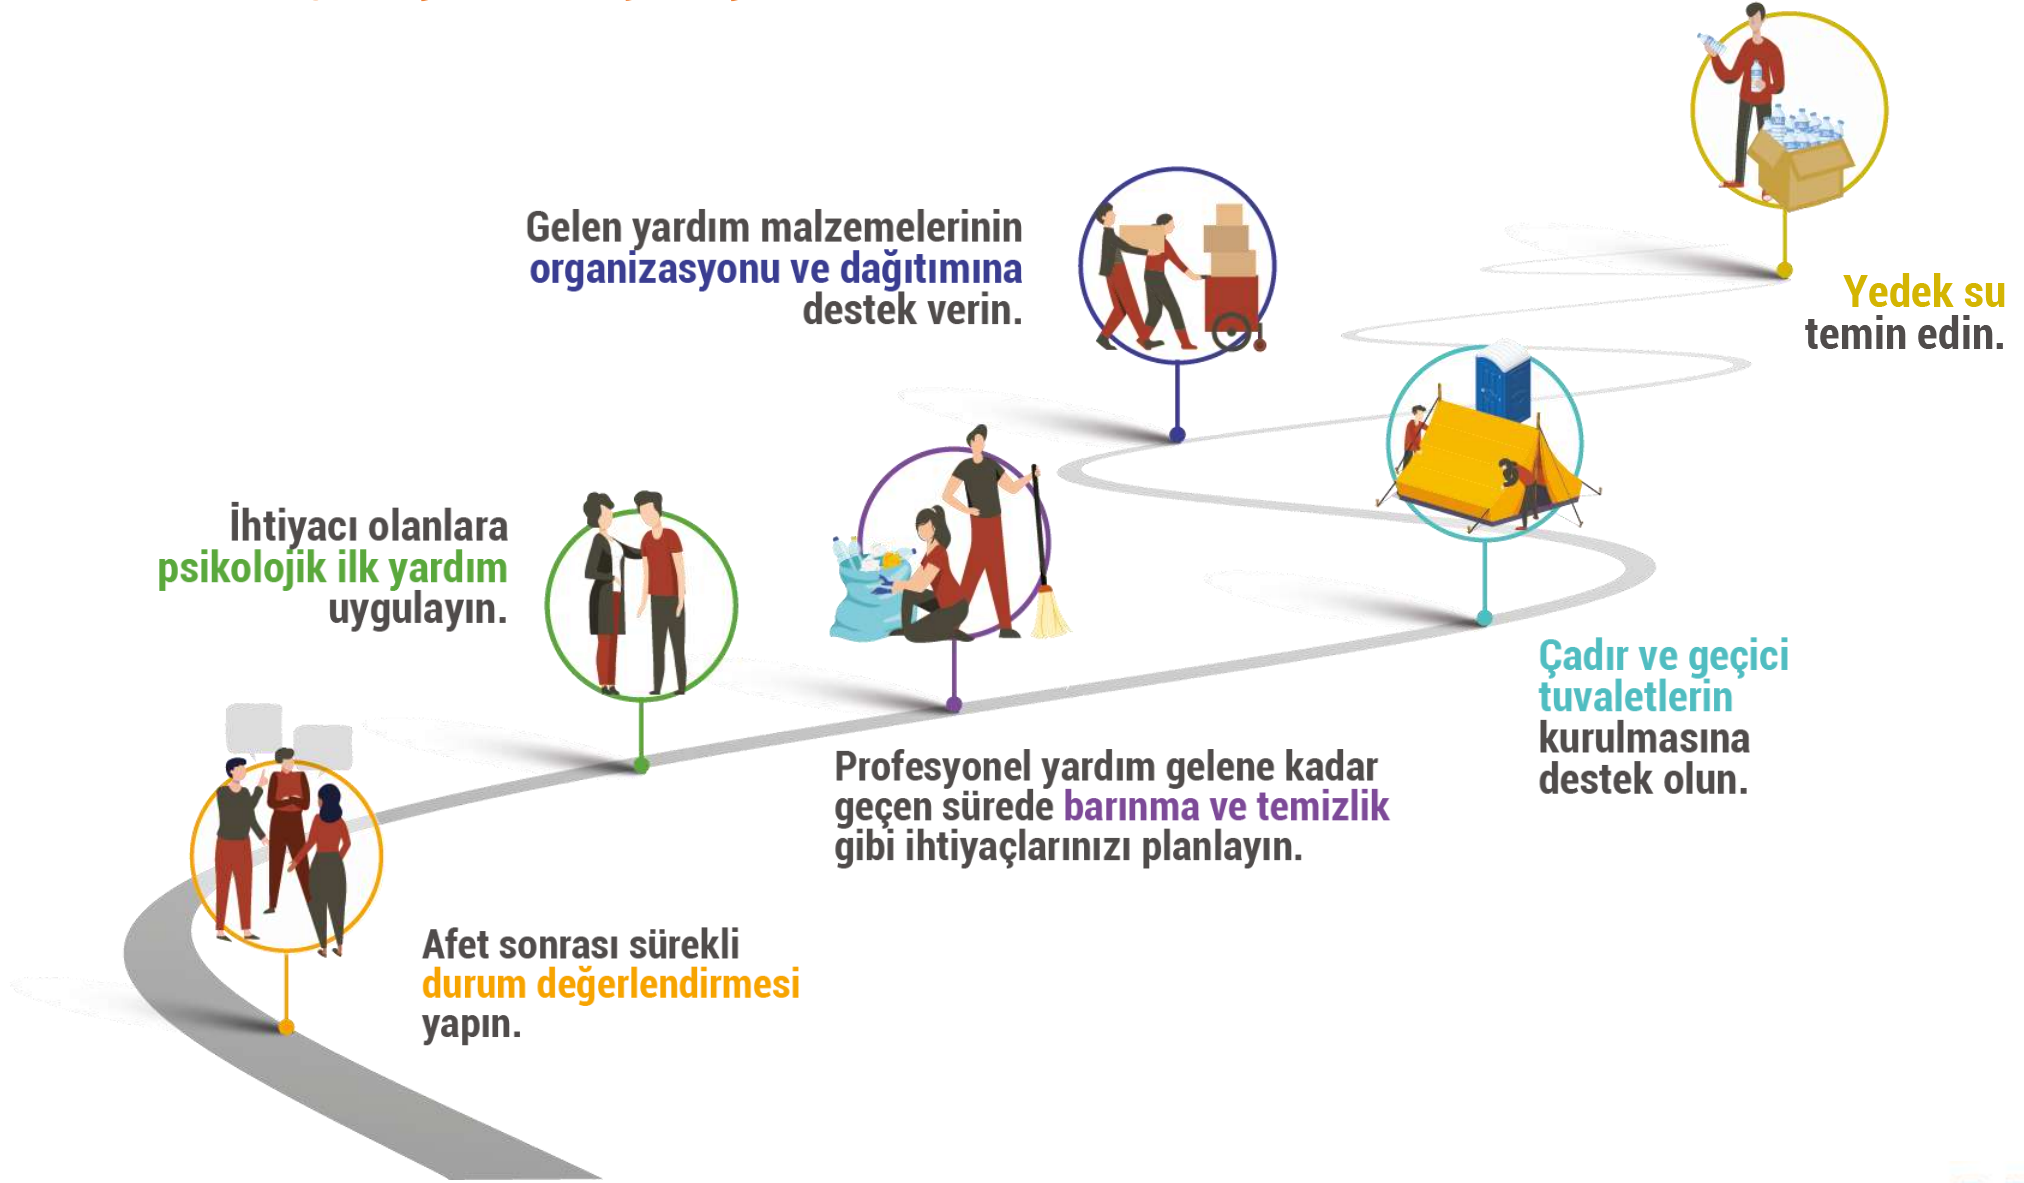 Yedek su
temin edin.
Gelen yardım malzemelerinin
organizasyonu ve dağıtımına
destek verin.
İhtiyacı olanlara
psikolojik ilk yardım
uygulayın.
Çadır ve geçici
tuvaletlerin
kurulmasına
destek olun.
Profesyonel yardım gelene kadar
geçen sürede barınma ve temizlik
gibi ihtiyaçlarınızı planlayın.
Afet sonrası sürekli
durum değerlendirmesi
yapın.